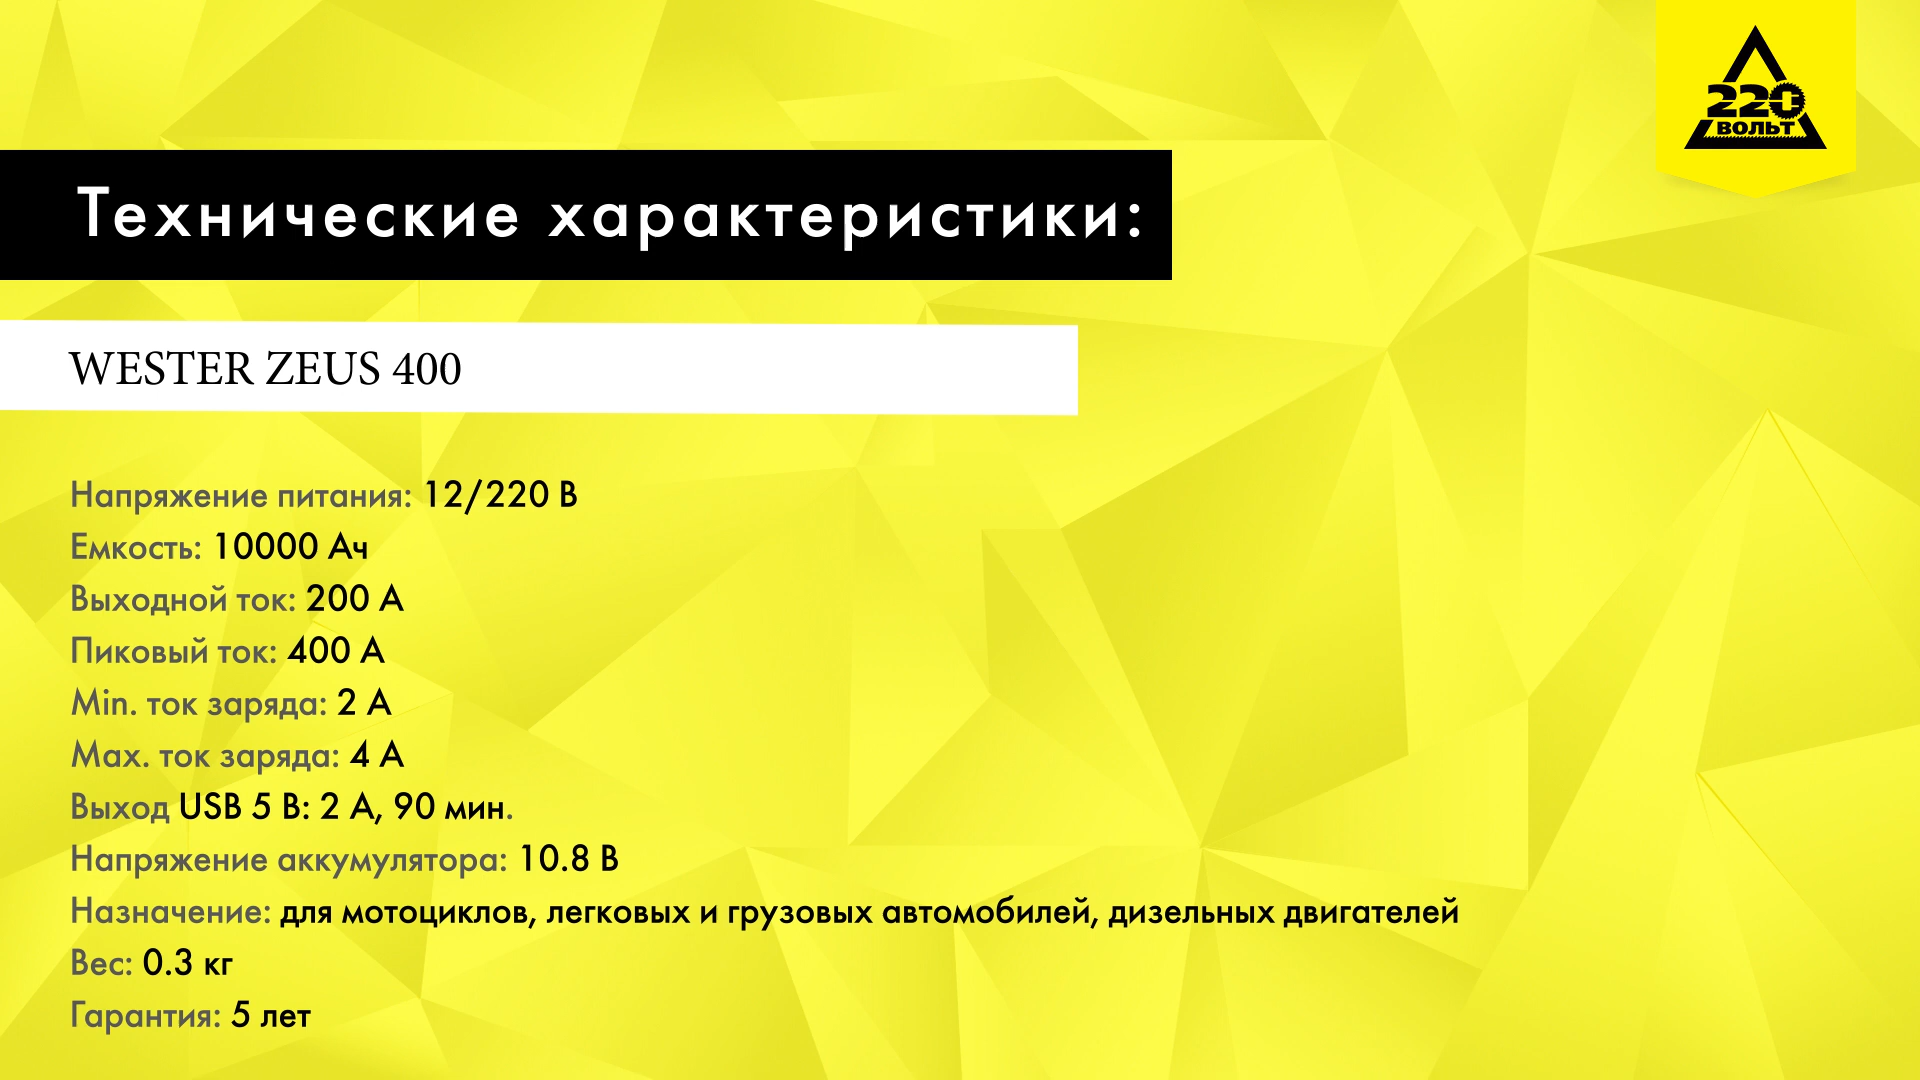 220
ВОЛЬТ
Технические характеристики:
WESTER ZEUS 400
Напряжение питания: 12/220 В
Емкость: 10000 Ач
Выходной ток: 200 А
Пиковый ток: 400 А
Min. ток заряда: 2 А
Max. ток заряда: 4 А
Выход USB 5 В: 2 А, 90 мин.
Напряжение аккумулятора: 10.8 В
Назначение: для мотоциклов, легковых и грузовых автомобилей, дизельных двигателей
Вес: 0.3 кг
Гарантия: 5 лет